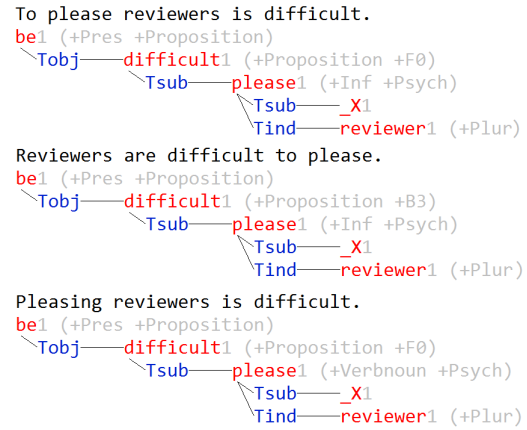 To please reviewers is difficult.
be1 (+Pres +Proposition)
Tobj difficult1 (+Proposition +F0)
Tsub please1 (+Inf +Psych)
Tsub _X1
Tind reviewer1 (+Plur)
Reviewers are difficult to please.
be1 (+Pres +Proposition)
Tobj difficult1 (+Proposition +B3)
Tsub please1 (+Inf +Psych)
Tsub _X1
Tind reviewer1 (+Plur)
Pleasing reviewers is difficult.
be1 (+Pres +Proposition)
Tobj difficult1 (+Proposition +F0)
Tsub please1 (+Verbnoun +Psych)
Tsub _X1
Tind reviewer1 (+Plur)